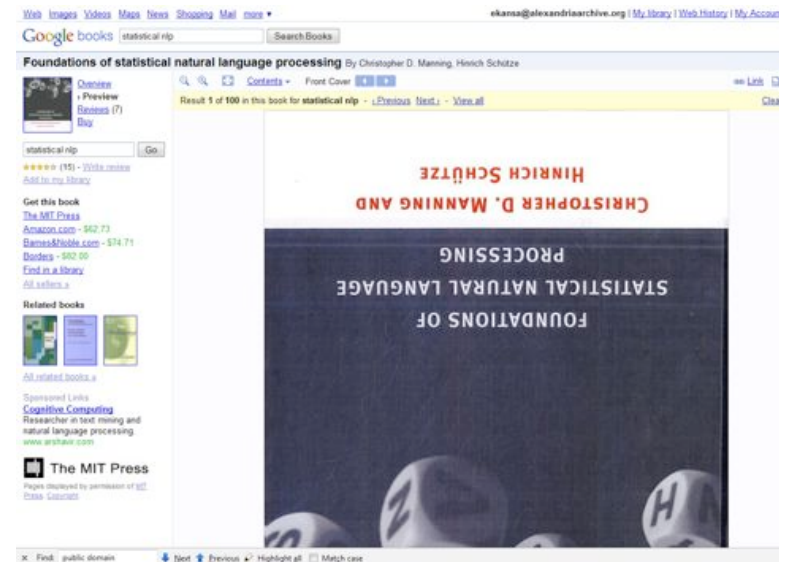 Web Images Videos Maps News Shopping Mail more ▾
ekansa@alexandriaarchive.org | My library | Web History | My Accoun
Google books statistical nlp Search Books
Foundations of statistical natural language processing By Christopher D. Manning, Hinrich Schütze
Overview
Preview
Reviews (7)
Buy
Contents ▾ Front Cover
Link
Result 1 of 100 in this book for statistical nlp - ‹ Previous Next › - View all
Clea
statistical nlp Go
(15) - Write review
Add to my library
Get this book
The MIT Press
Amazon.com - $62.73
Barnes&Noble.com - $74.71
Borders - $82.00
Find in a library
All sellers »
Related books
All related books »
Sponsored Links
Cognitive Computing
Researcher in text mining and
natural language processing.
www.arshavir.com
The MIT Press
Pages displayed by permission of MIT
Press. Copyright.
CHRISTOPHER D. MANNING AND
HINRICH SCHÜTZE
FOUNDATIONS OF
STATISTICAL NATURAL LANGUAGE
PROCESSING
N
H
x Find: public domain Next Previous Highlight all Match case